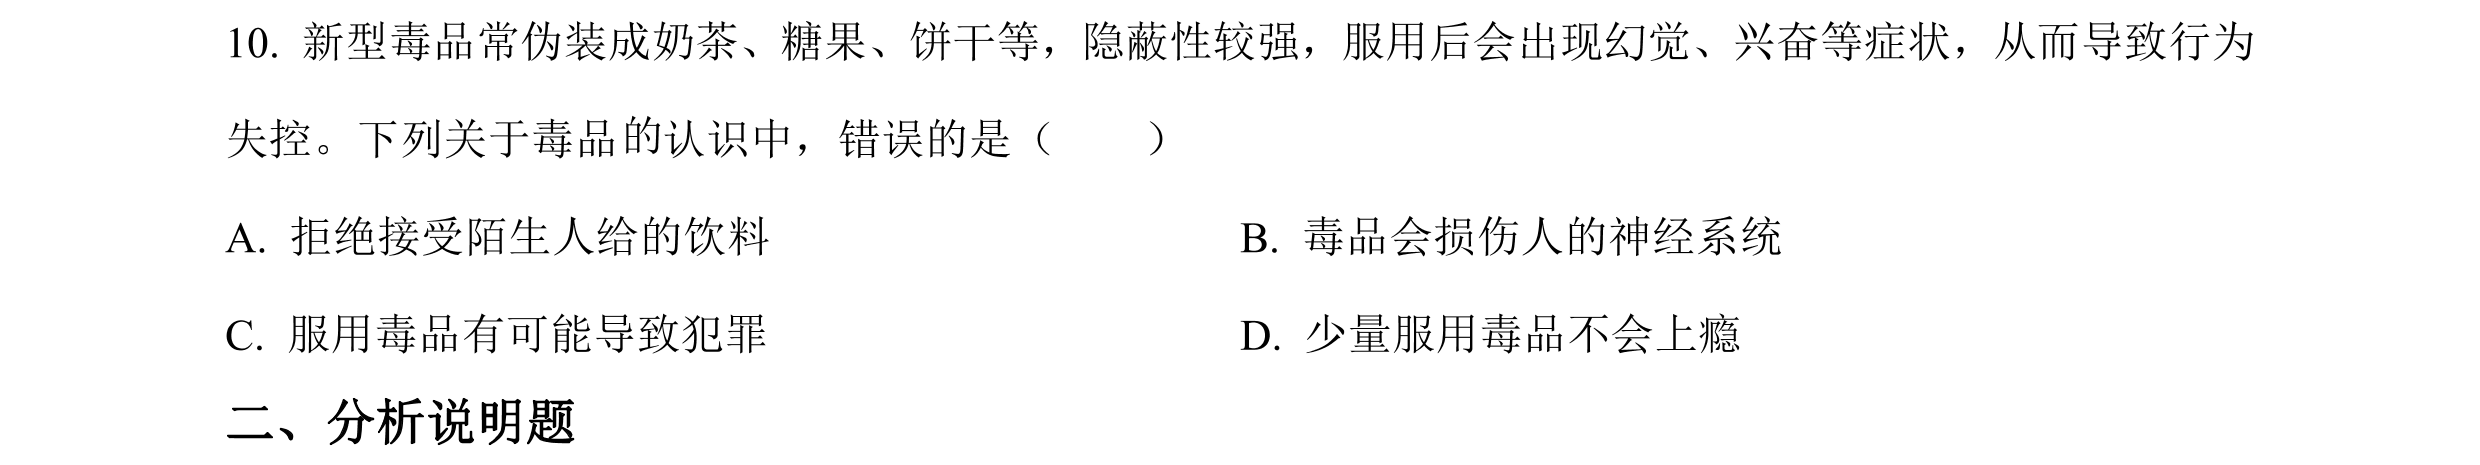 10. 新型毒品常伪装成奶茶、糖果、饼干等，隐蔽性较强，服用后会出现幻觉、兴奋等症状，从而导致行为
失控。下列关于毒品的认识中，错误的是（　　）
A. 拒绝接受陌生人给的饮料　　B. 毒品会损伤人的神经系统
C. 服用毒品有可能导致犯罪　　D. 少量服用毒品不会上瘾
二、分析说明题